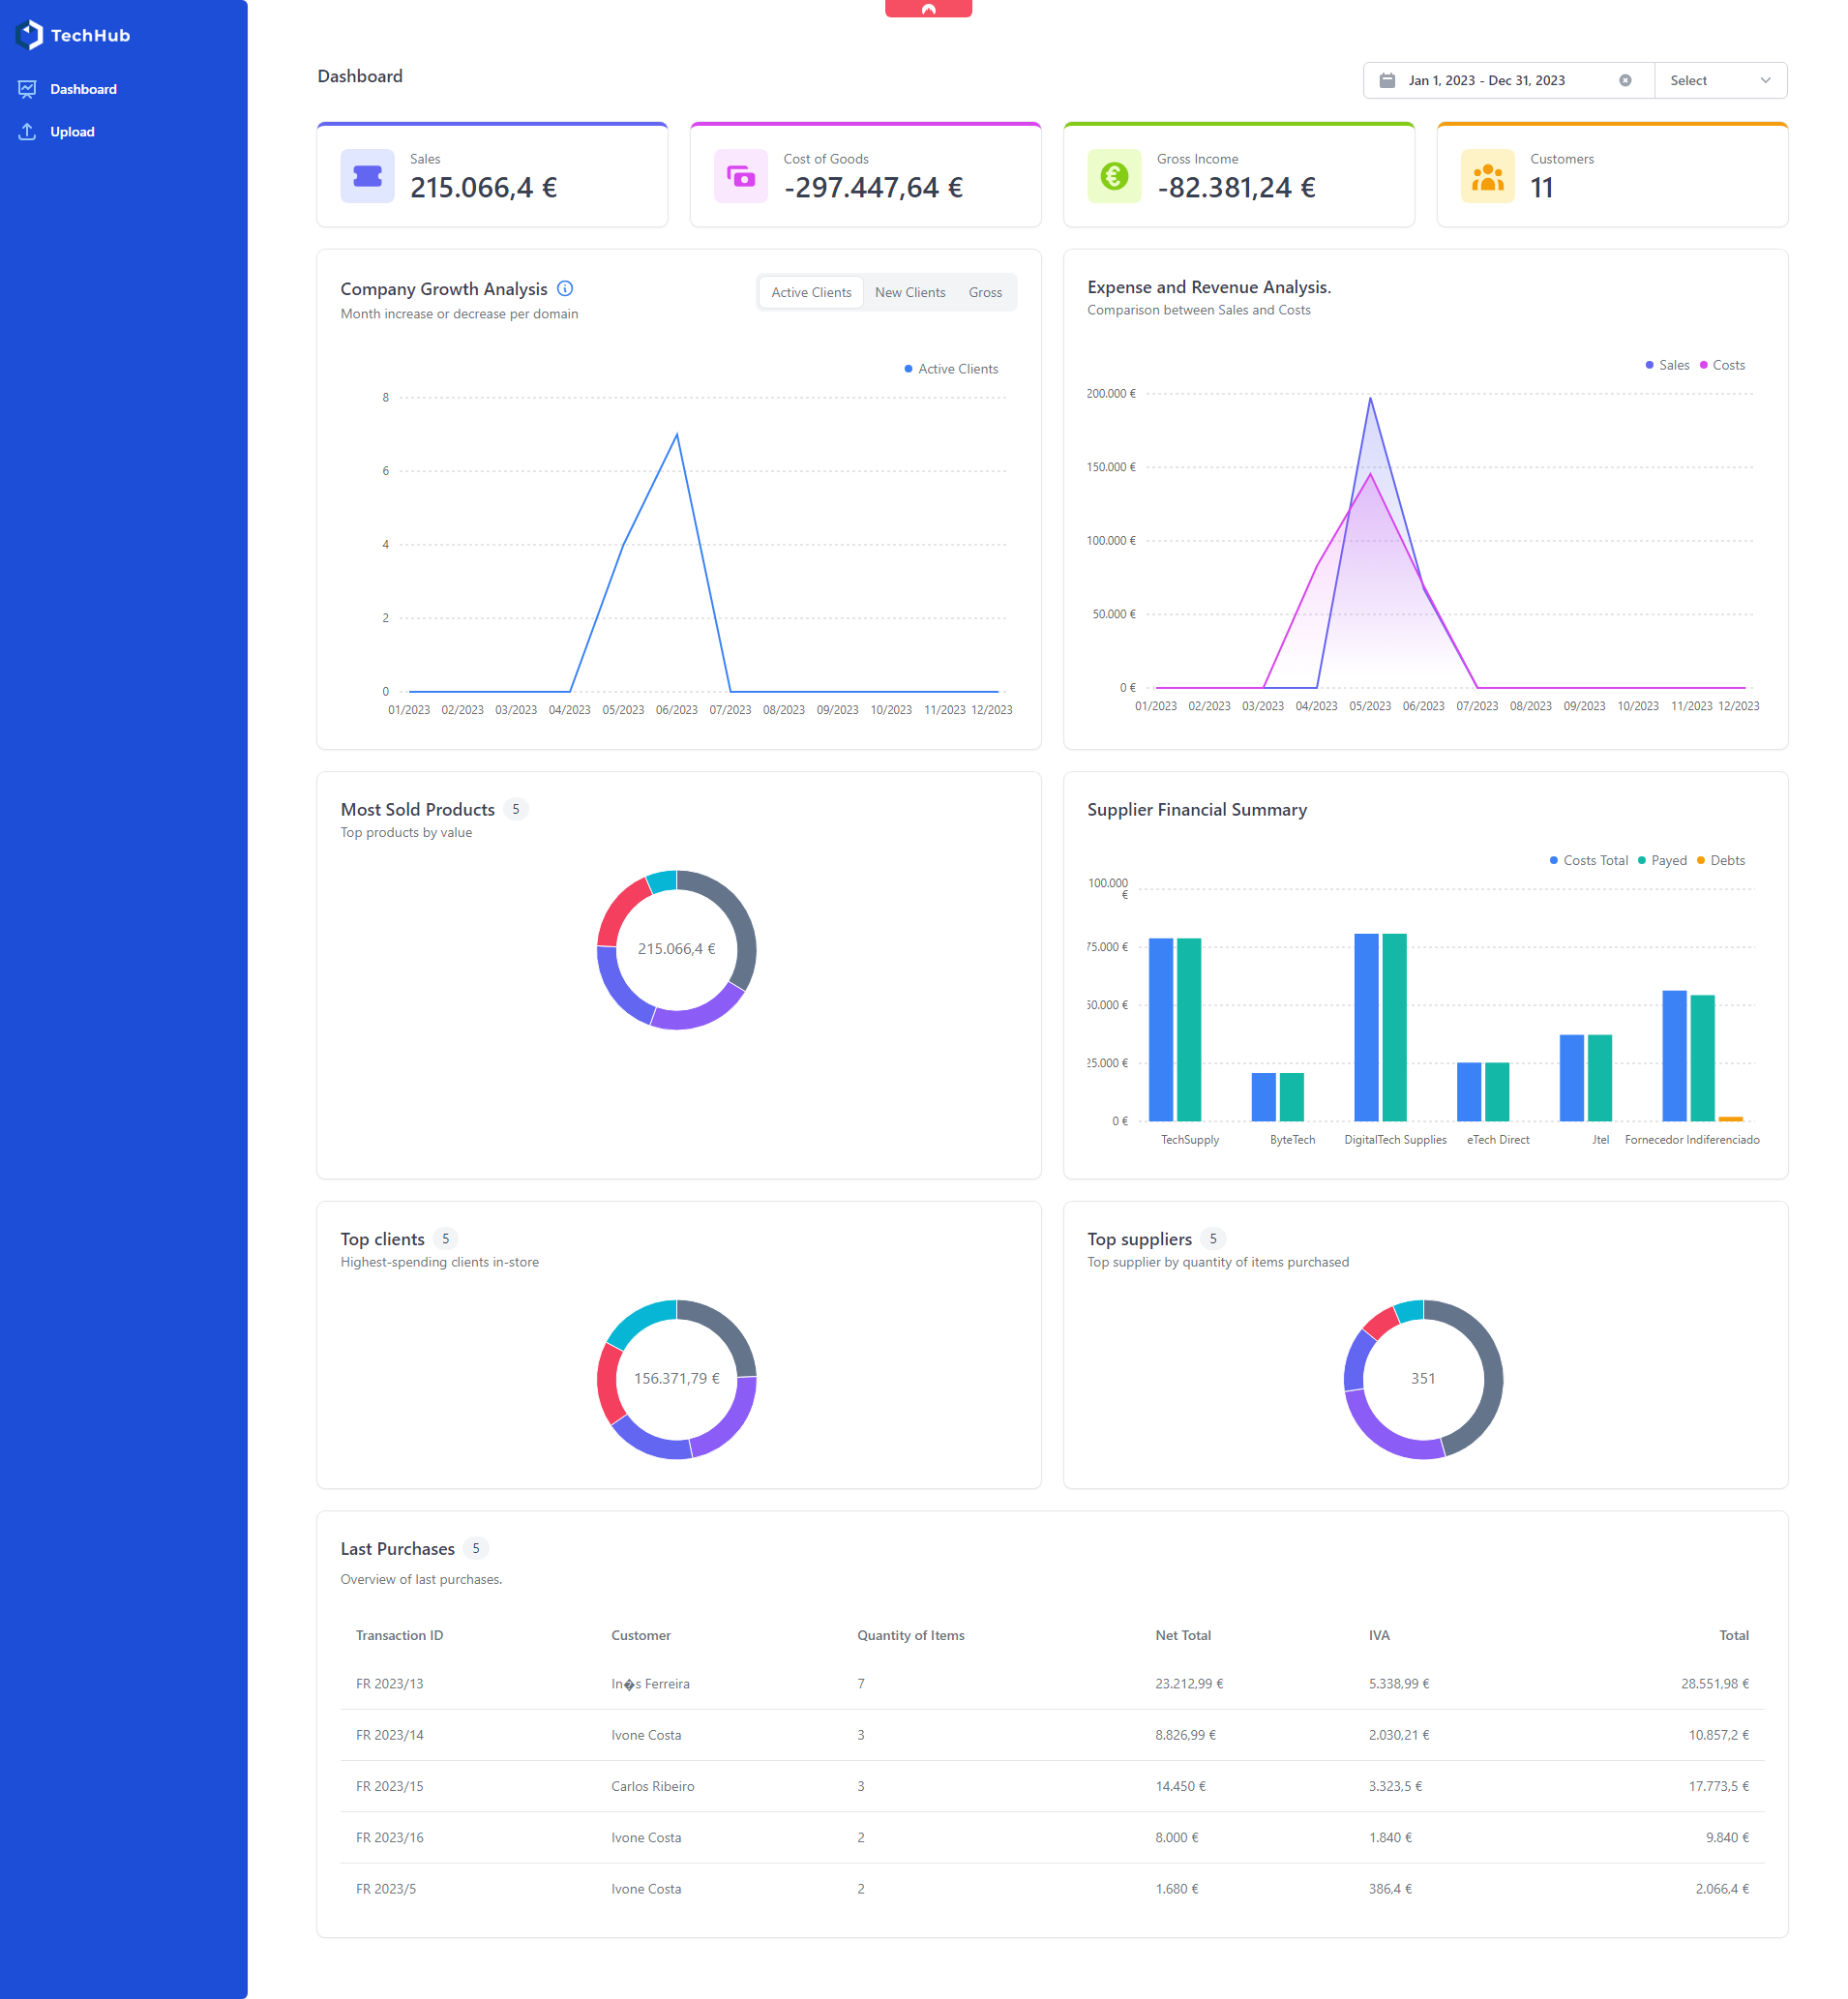 TechHub
Dashboard
Upload
Dashboard
Jan 1, 2023 - Dec 31, 2023
Select
Sales
215.066,4 €
Cost of Goods
-297.447,64 €
Gross Income
-82.381,24 €
Customers
11
Company Growth Analysis
Month increase or decrease per domain
Active Clients New Clients Gross
Active Clients
8
6
4
2
0
01/2023 02/2023 03/2023 04/2023 05/2023 06/2023 07/2023 08/2023 09/2023 10/2023 11/2023 12/2023
Expense and Revenue Analysis.
Comparison between Sales and Costs
Sales Costs
200.000 €
150.000 €
100.000 €
50.000 €
0 €
01/2023 02/2023 03/2023 04/2023 05/2023 06/2023 07/2023 08/2023 09/2023 10/2023 11/2023 12/2023
Most Sold Products 5
Top products by value
215.066,4 €
Supplier Financial Summary
Costs Total Payed Debts
100.000
€
75.000 €
50.000 €
25.000 €
0 €
TechSupply ByteTech DigitalTech Supplies eTech Direct Jtel Fornecedor Indiferenciado
Top clients 5
Highest-spending clients in-store
156.371,79 €
Top suppliers 5
Top supplier by quantity of items purchased
351
Last Purchases 5
Overview of last purchases.
Transaction ID Customer Quantity of Items Net Total IVA Total
FR 2023/13 In�s Ferreira 7 23.212,99 € 5.338,99 € 28.551,98 €
FR 2023/14 Ivone Costa 3 8.826,99 € 2.030,21 € 10.857,2 €
FR 2023/15 Carlos Ribeiro 3 14.450 € 3.323,5 € 17.773,5 €
FR 2023/16 Ivone Costa 2 8.000 € 1.840 € 9.840 €
FR 2023/5 Ivone Costa 2 1.680 € 386,4 € 2.066,4 €